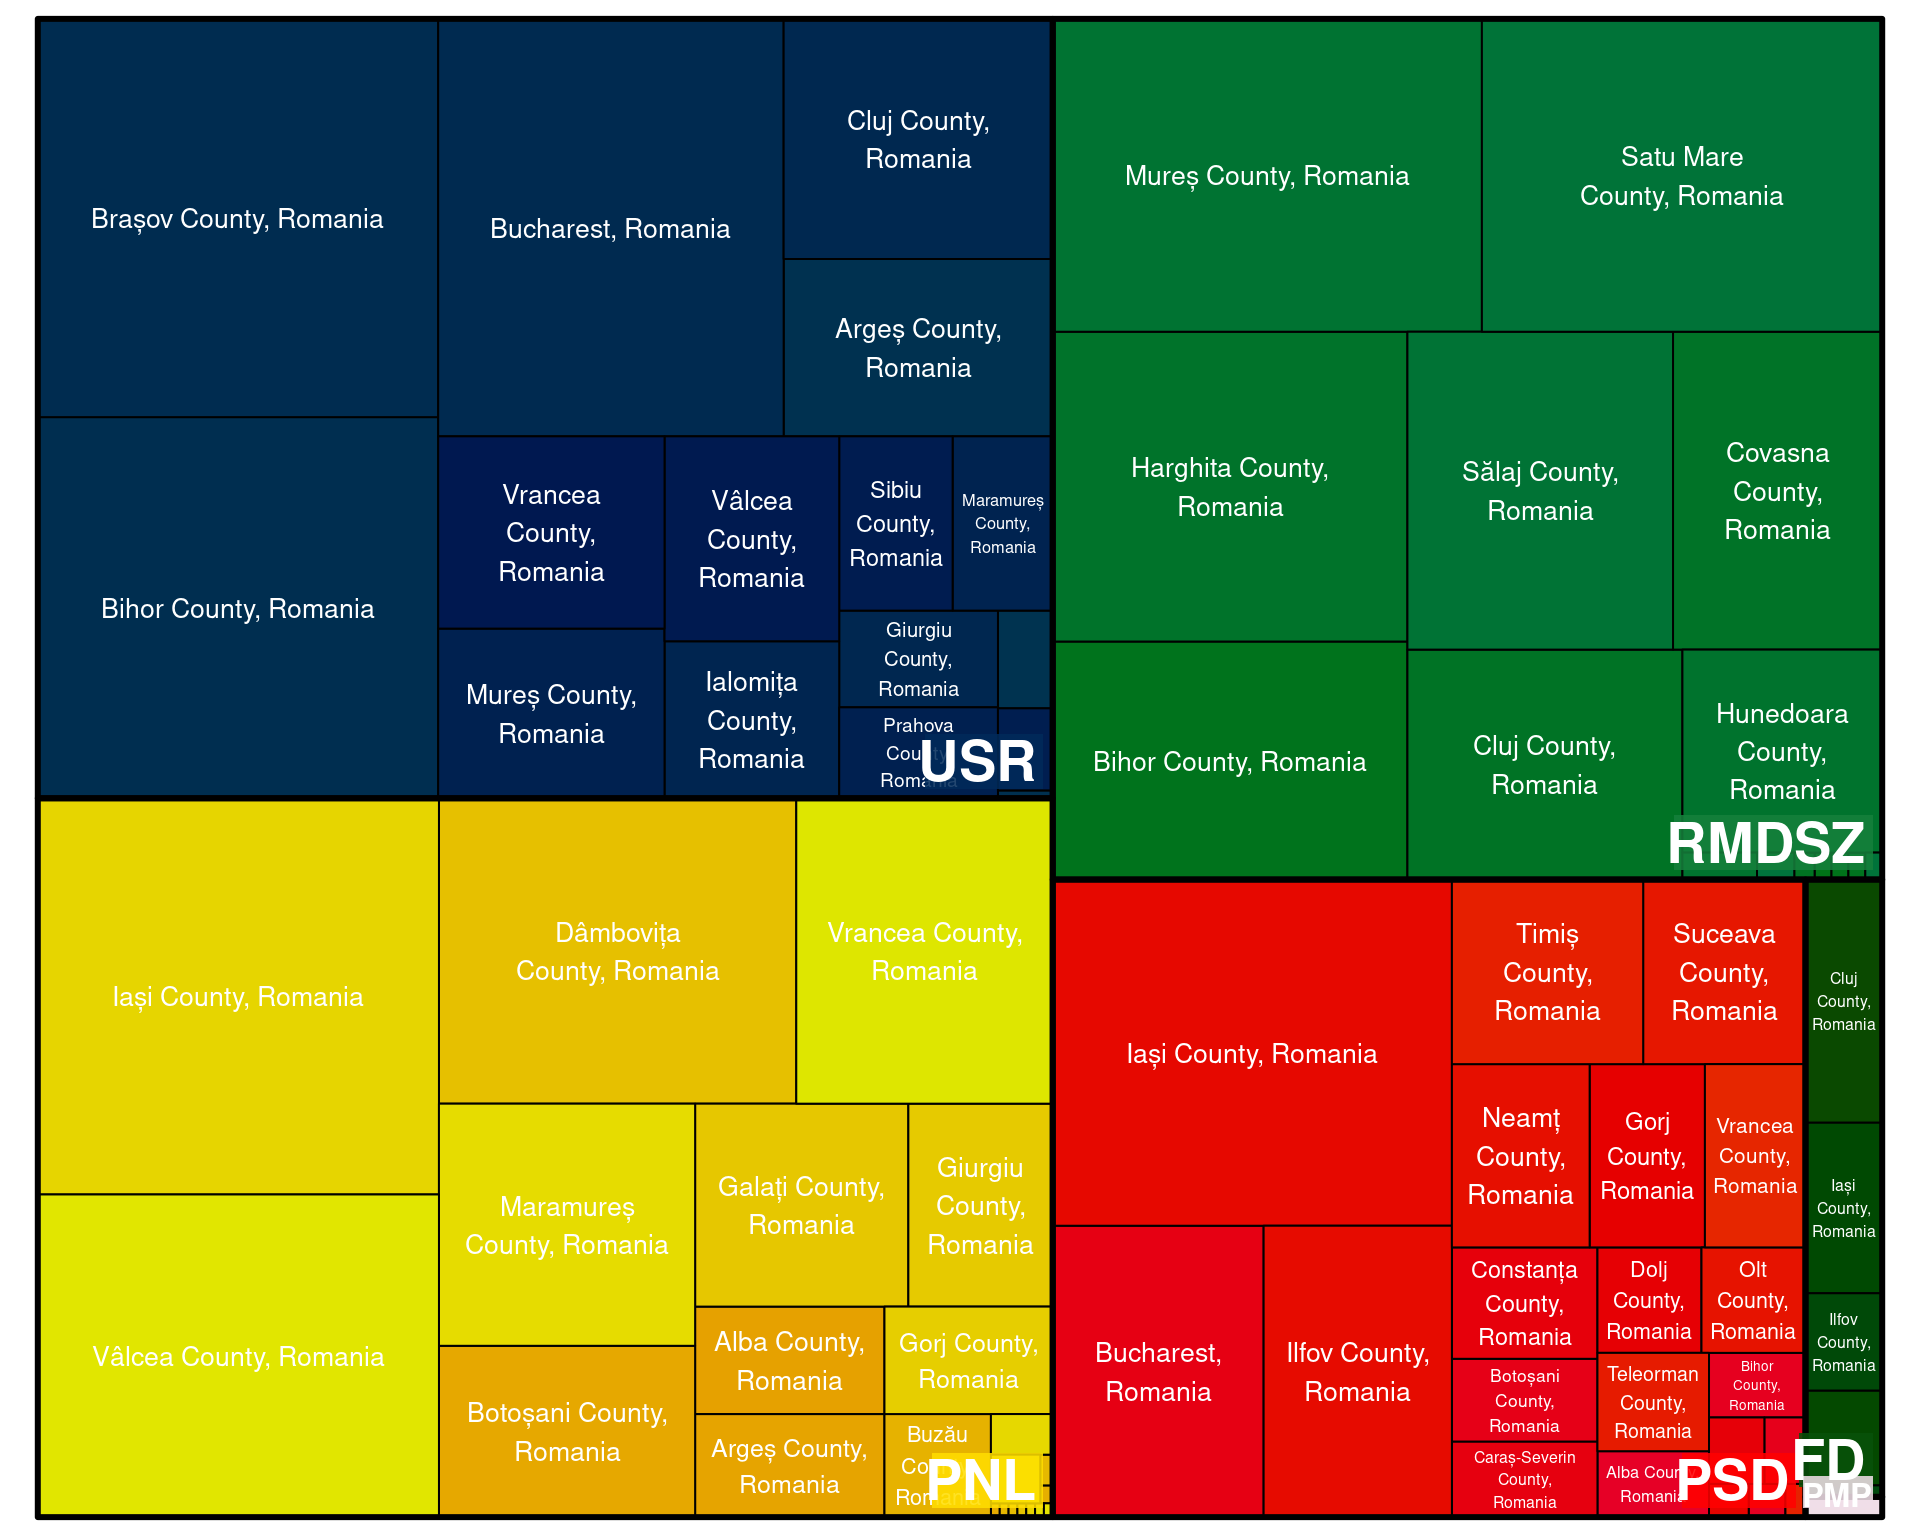 Brașov County, Romania
Bihor County, Romania
Bucharest, Romania
Cluj County,
Romania
Argeș County,
Romania
Vrancea
County,
Romania
Mureș County,
Romania
Vâlcea
County,
Romania
Ialomița
County,
Romania
Sibiu
County,
Romania
Maramureș
County,
Romania
Giurgiu
County,
Romania
Prahova
County,
Romania
USR
Mureș County, Romania
Satu Mare
County, Romania
Harghita County,
Romania
Sălaj County,
Romania
Covasna
County,
Romania
Bihor County, Romania
Cluj County,
Romania
Hunedoara
County,
Romania
RMDSZ
Iași County, Romania
Vâlcea County, Romania
Dâmbovița
County, Romania
Vrancea County,
Romania
Maramureș
County, Romania
Botoșani County,
Romania
Galați County,
Romania
Giurgiu
County,
Romania
Alba County,
Romania
Gorj County,
Romania
Argeș County,
Romania
Buzău
County,
Romania
PNL
Iași County, Romania
Bucharest,
Romania
Ilfov County,
Romania
Timiș
County,
Romania
Suceava
County,
Romania
Neamț
County,
Romania
Gorj
County,
Romania
Vrancea
County,
Romania
Constanța
County,
Romania
Dolj
County,
Romania
Olt
County,
Romania
Botoșani
County,
Romania
Teleorman
County,
Romania
Bihor
County,
Romania
Caraș-Severin
County,
Romania
Alba County,
Romania
PSD
Cluj
County,
Romania
Iași
County,
Romania
Ilfov
County,
Romania
FD
PMP